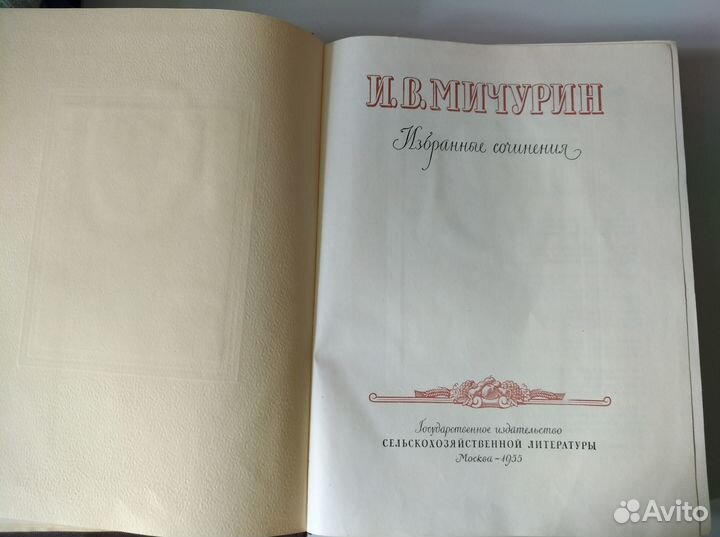 И.В.МИЧУРИН
Избранные сочинения
Государственное издательство
СЕЛЬСКОХОЗЯЙСТВЕННОЙ ЛИТЕРАТУРЫ
Москва ~ 1955
Avito